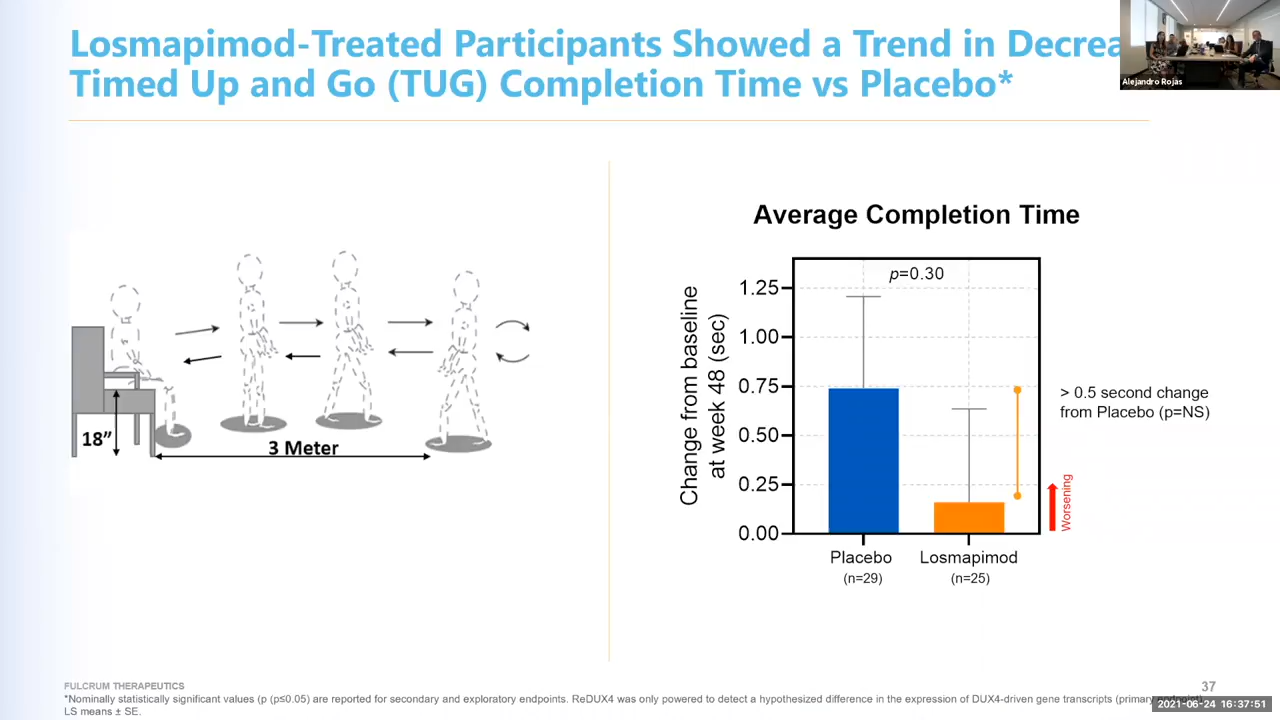 Losmapimod-Treated Participants Showed a Trend in
Timed Up and Go (TUG) Completion Time vs Placebo*
Alejandro Rojas
18”
3 Meter
Average Completion Time
p=0.30
Change from baseline
at week 48 (sec)
1.25
1.00
0.75
0.50
0.25
0.00
Placebo
(n=29)
Losmapimod
(n=25)
> 0.5 second change
from Placebo (p=NS)
Worsening
FULCRUM THERAPEUTICS
37
*Nominally statistically significant values (p (p≤0.05) are reported for secondary and exploratory endpoints. ReDUX4 was only powered to detect a hypothesized difference in the expression of DUX4-driven gene transcripts
LS means ± SE.
2021-06-24 16:37:51